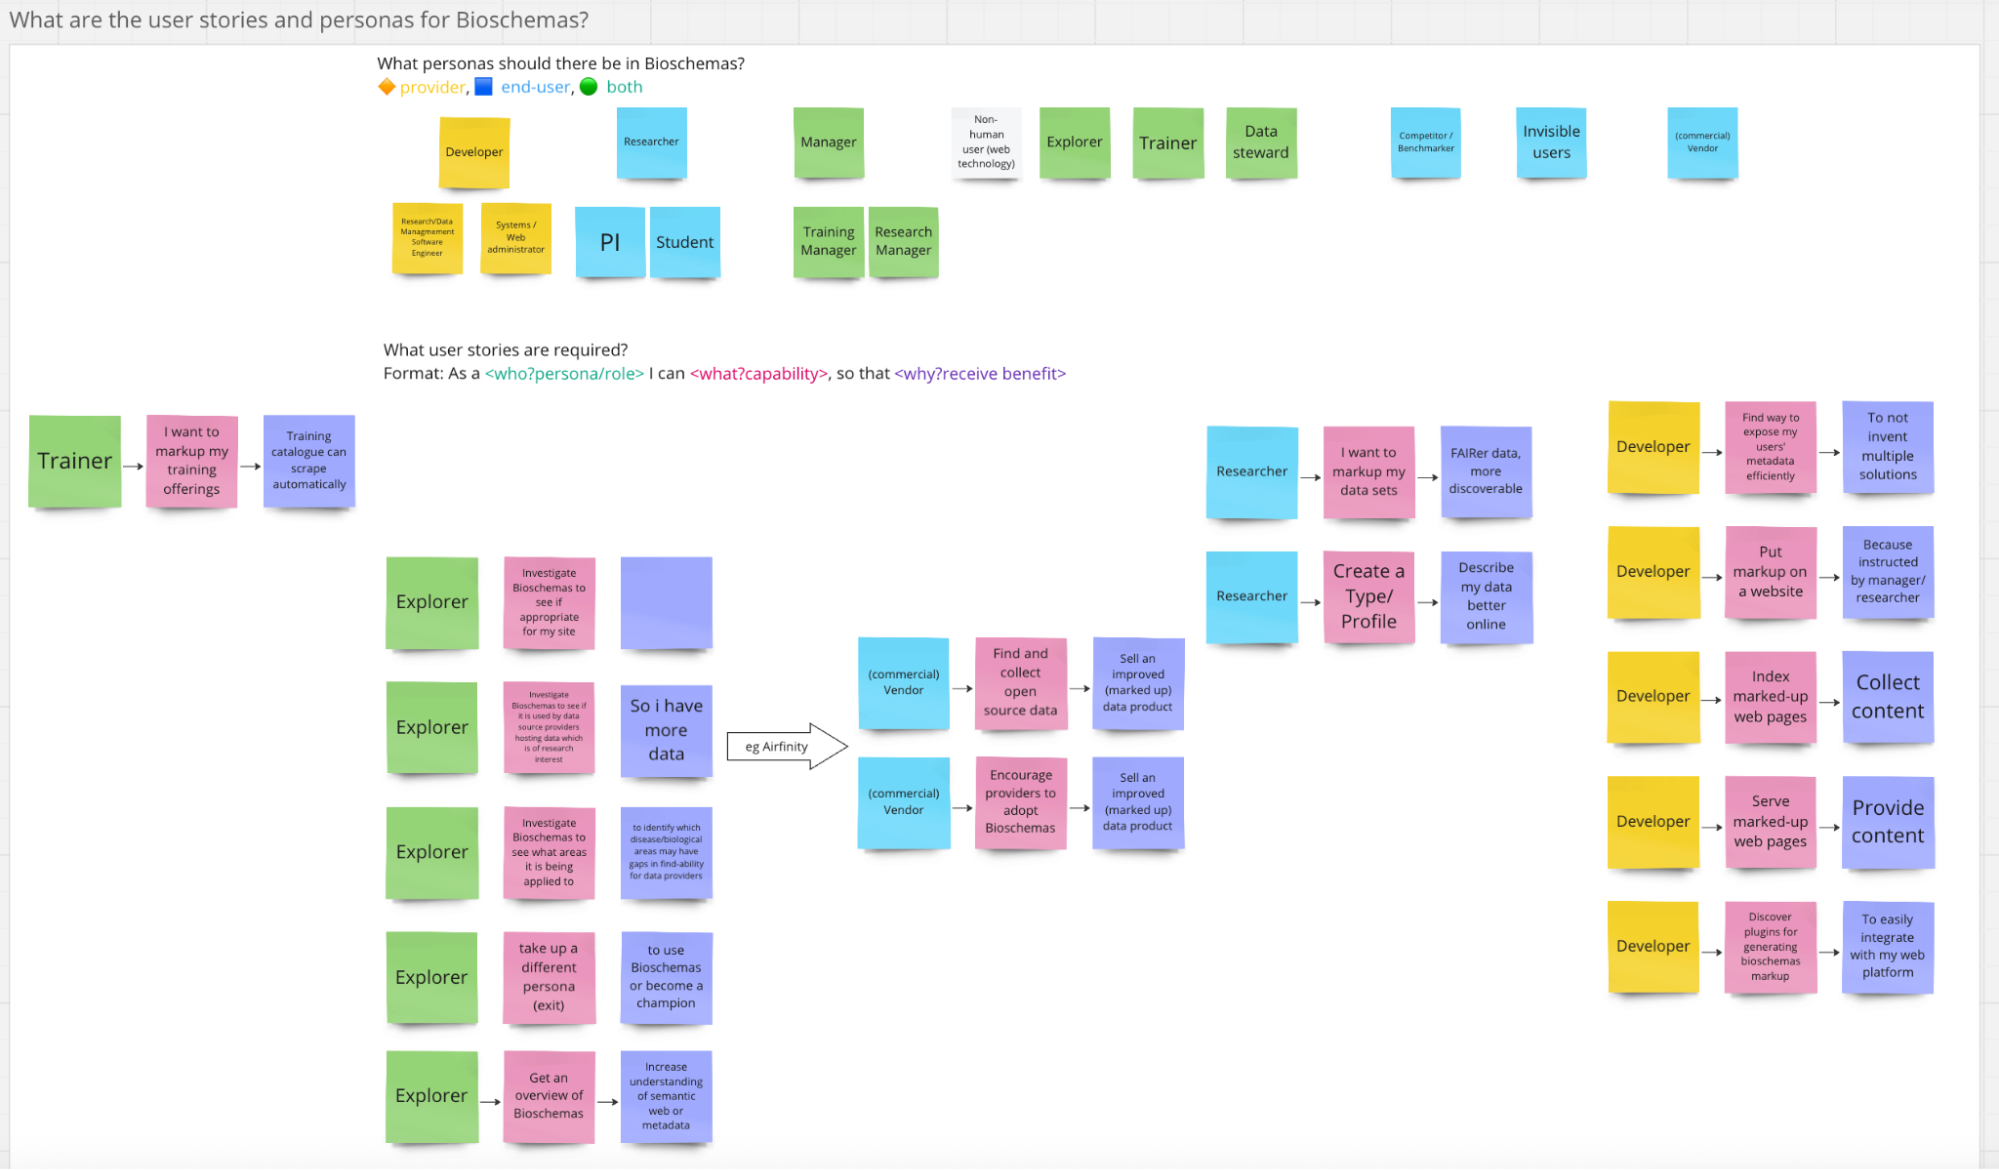 What are the user stories and personas for Bioschemas?
What personas should there be in Bioschemas?
provider, end-user, both
Developer
Researcher
Manager
Non-
human
user (web
technology)
Explorer
Trainer
Data
steward
Competitor /
Benchmarker
Invisible
users
(commercial)
Vendor
Research/Data
Managmement
Software
Engineer
Systems /
Web
administrator
PI
Student
Training
Manager
Research
Manager
What user stories are required?
Format: As a <who?persona/role> I can <what?capability>, so that <why?receive benefit>
Trainer
I want to
markup my
training
offerings
Training
catalogue can
scrape
automatically
Explorer
Investigate
Bioschemas to
see if
appropriate
for my site
Explorer
Investigate
Bioschemas to see if
it is used by data
source providers
hosting data which
is of research
interest
So i have
more
data
eg Airfinity
Explorer
Investigate
Bioschemas to
see what areas
it is being
applied to
to identify which
disease/biological
areas may have
gaps in find-ability
for data providers
Explorer
take up a
different
persona
(exit)
to use
Bioschemas
or become a
champion
Explorer
Get an
overview of
Bioschemas
Increase
understanding
of semantic
web or
metadata
(commercial)
Vendor
Find and
collect
open
source data
Sell an
improved
(marked up)
data product
(commercial)
Vendor
Encourage
providers to
adopt
Bioschemas
Sell an
improved
(marked up)
data product
Researcher
I want to
markup my
data sets
FAIRer data,
more
discoverable
Researcher
Create a
Type/
Profile
Describe
my data
better
online
Developer
Find way to
expose my
users'
metadata
efficiently
To not
invent
multiple
solutions
Developer
Put
markup on
a website
Because
instructed
by manager/
researcher
Developer
Index
marked-up
web pages
Collect
content
Developer
Serve
marked-up
web pages
Provide
content
Developer
Discover
plugins for
generating
bioschemas
markup
To easily
integrate
with my web
platform